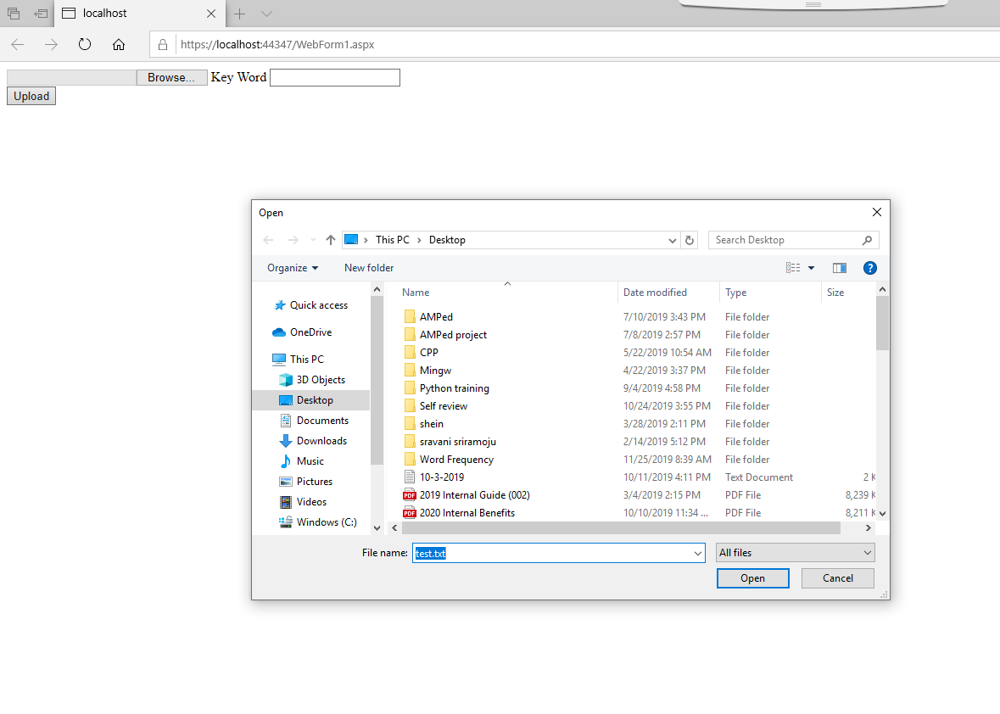 localhost
https://localhost:44347/WebForm1.aspx
Browse... Key Word
Upload
Open
This PC > Desktop Search Desktop
Organize New folder ?
Name Date modified Type Size
Quick access
OneDrive
This PC
3D Objects
Desktop
Documents
Downloads
Music
Pictures
Videos
Windows (C:)
AMPed 7/10/2019 3:43 PM File folder
AMPed project 7/8/2019 2:57 PM File folder
CPP 5/22/2019 10:54 AM File folder
Mingw 4/22/2019 3:37 PM File folder
Python training 9/4/2019 4:58 PM File folder
Self review 10/24/2019 3:55 PM File folder
shein 3/28/2019 2:11 PM File folder
sravani sriramoju 2/14/2019 5:12 PM File folder
Word Frequency 11/25/2019 8:39 AM File folder
10-3-2019 10/11/2019 4:11 PM Text Document 2 K
PDF 2019 Internal Guide (002) 3/4/2019 2:15 PM PDF File 8,239 K
PDF 2020 Internal Benefits 10/10/2019 11:34 ... PDF File 8,211 K
File name: test.txt All files
Open Cancel